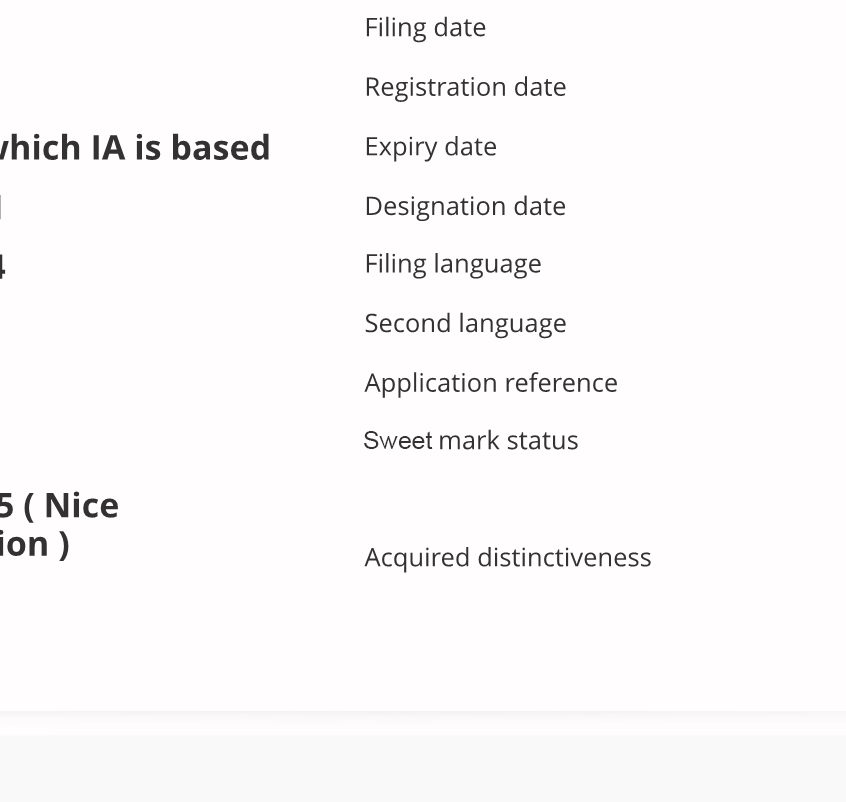 Filing date
Registration date
which IA is based
Expiry date
Designation date
4
Filing language
Second language
Application reference
Sweet mark status
5 ( Nice
ion )
Acquired distinctiveness